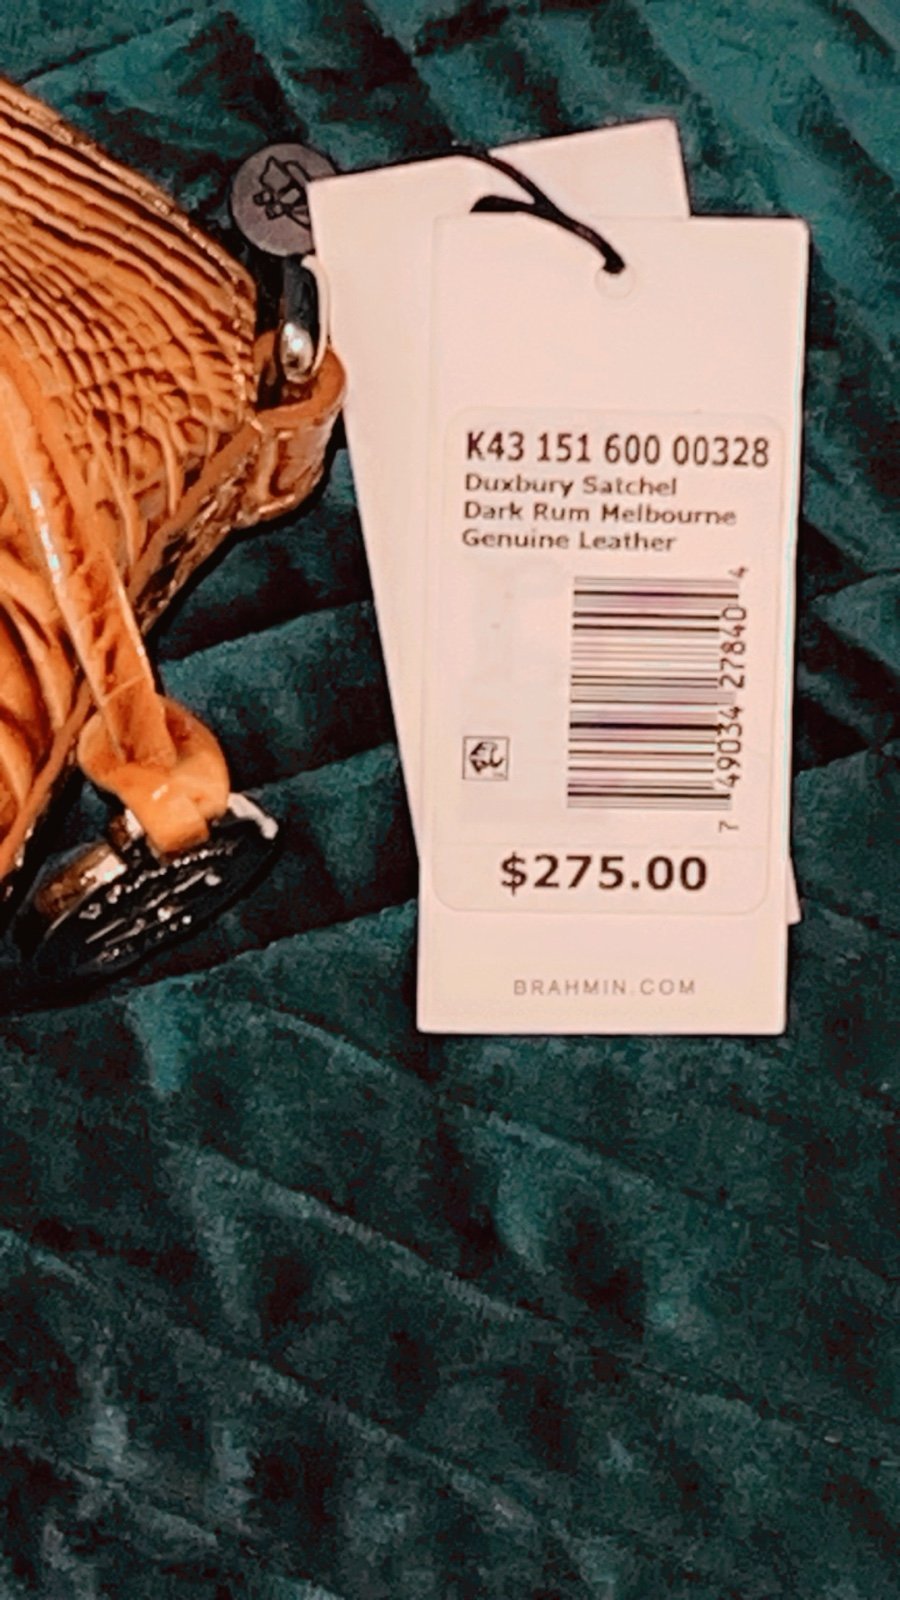 K43 151 600 00328
Duxbury Satchel
Dark Rum Melbourne
Genuine Leather
7 49034 27840 4
$275.00
BRAHMIN.COM